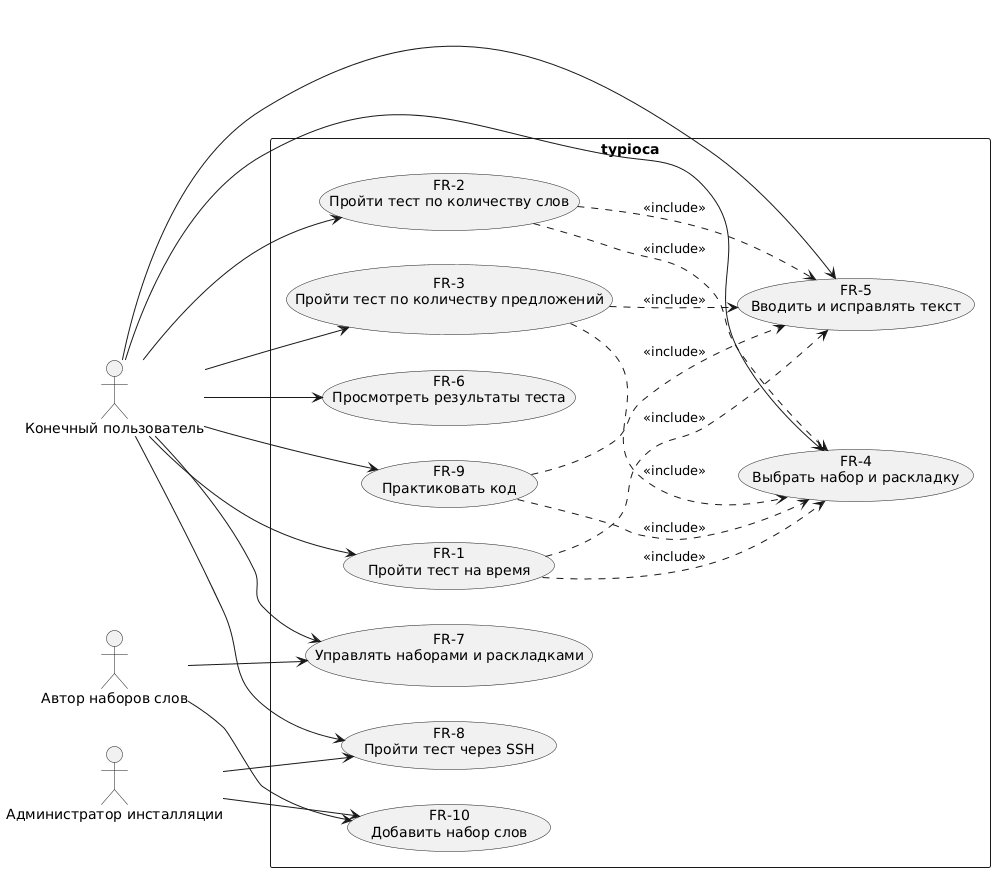 typioca
FR-2
Пройти тест по количеству слов
«include»
«include»
FR-3
Пройти тест по количеству предложений
«include»
FR-5
Вводить и исправлять текст
«include»
FR-6
Просмотреть результаты теста
Конечный пользователь
«include»
FR-9
Практиковать код
«include»
FR-4
Выбрать набор и раскладку
«include»
FR-1
Пройти тест на время
«include»
FR-7
Управлять наборами и раскладками
Автор наборов слов
FR-8
Пройти тест через SSH
Администратор инсталляции
FR-10
Добавить набор слов